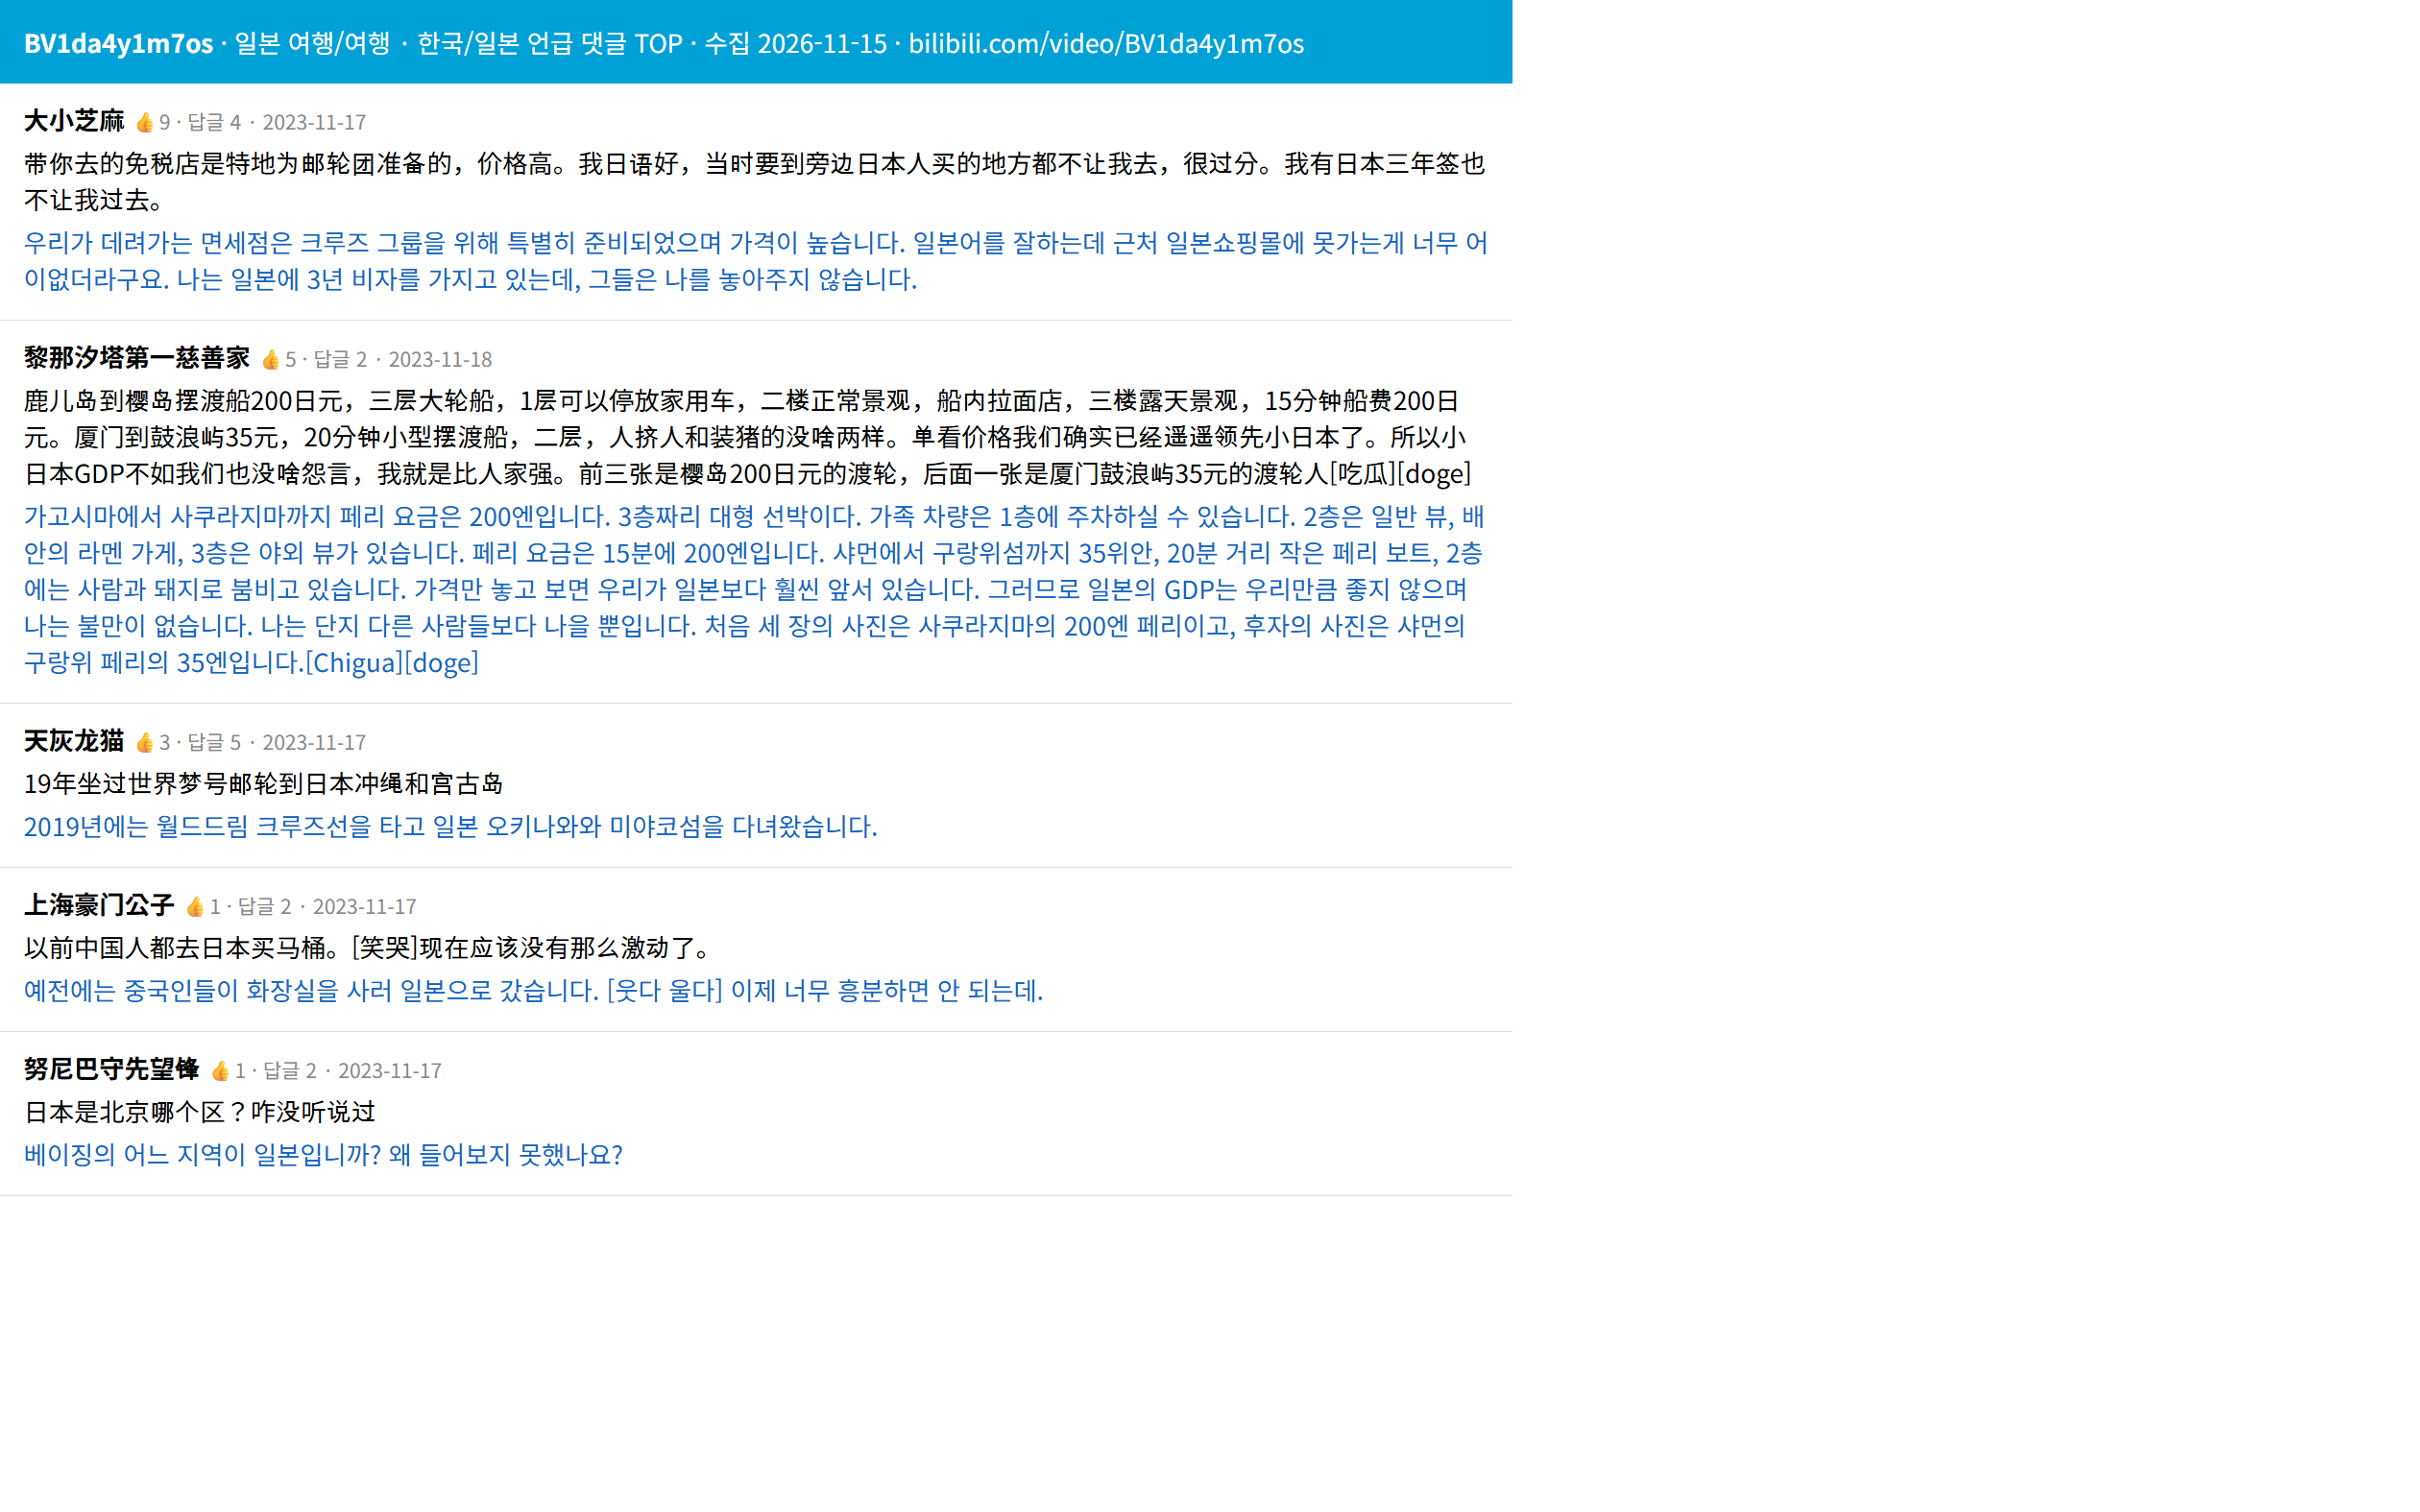 BV1da4y1m7os · 일본 여행/여행 · 한국/일본 언급 댓글 TOP · 수집 2026-11-15 · bilibili.com/video/BV1da4y1m7os
大小芝麻 👍 9 · 답글 4 · 2023-11-17
带你去的免税店是特地为邮轮团准备的，价格高。我日语好，当时要到旁边日本人买的地方都不让我去，很过分。我有日本三年签也
不让我过去。
우리가 데려가는 면세점은 크루즈 그룹을 위해 특별히 준비되었으며 가격이 높습니다. 일본어를 잘하는데 근처 일본쇼핑몰에 못가는게 너무 어
이없더라구요. 나는 일본에 3년 비자를 가지고 있는데, 그들은 나를 놓아주지 않습니다.
黎那汐塔第一慈善家 👍 5 · 답글 2 · 2023-11-18
鹿儿岛到樱岛摆渡船200日元，三层大轮船，1层可以停放家用车，二楼正常景观，船内拉面店，三楼露天景观，15分钟船费200日
元。厦门到鼓浪屿35元，20分钟小型摆渡船，二层，人挤人和装猪的没啥两样。单看价格我们确实已经遥遥领先小日本了。所以小
日本GDP不如我们也没啥怨言，我就是比人家强。前三张是樱岛200日元的渡轮，后面一张是厦门鼓浪屿35元的渡轮人[吃瓜][doge]
가고시마에서 사쿠라지마까지 페리 요금은 200엔입니다. 3층짜리 대형 선박이다. 가족 차량은 1층에 주차하실 수 있습니다. 2층은 일반 뷰, 배
안의 라멘 가게, 3층은 야외 뷰가 있습니다. 페리 요금은 15분에 200엔입니다. 샤먼에서 구랑위섬까지 35위안, 20분 거리 작은 페리 보트, 2층
에는 사람과 돼지로 붐비고 있습니다. 가격만 놓고 보면 우리가 일본보다 훨씬 앞서 있습니다. 그러므로 일본의 GDP는 우리만큼 좋지 않으며
나는 불만이 없습니다. 나는 단지 다른 사람들보다 나을 뿐입니다. 처음 세 장의 사진은 사쿠라지마의 200엔 페리이고, 후자의 사진은 샤먼의
구랑위 페리의 35엔입니다.[Chigua][doge]
天灰龙猫 👍 3 · 답글 5 · 2023-11-17
19年坐过世界梦号邮轮到日本冲绳和宫古岛
2019년에는 월드드림 크루즈선을 타고 일본 오키나와와 미야코섬을 다녀왔습니다.
上海豪门公子 👍 1 · 답글 2 · 2023-11-17
以前中国人都去日本买马桶。[笑哭]现在应该没有那么激动了。
예전에는 중국인들이 화장실을 사러 일본으로 갔습니다. [웃다 울다] 이제 너무 흥분하면 안 되는데.
努尼巴守先望锋 👍 1 · 답글 2 · 2023-11-17
日本是北京哪个区？咋没听说过
베이징의 어느 지역이 일본입니까? 왜 들어보지 못했나요?